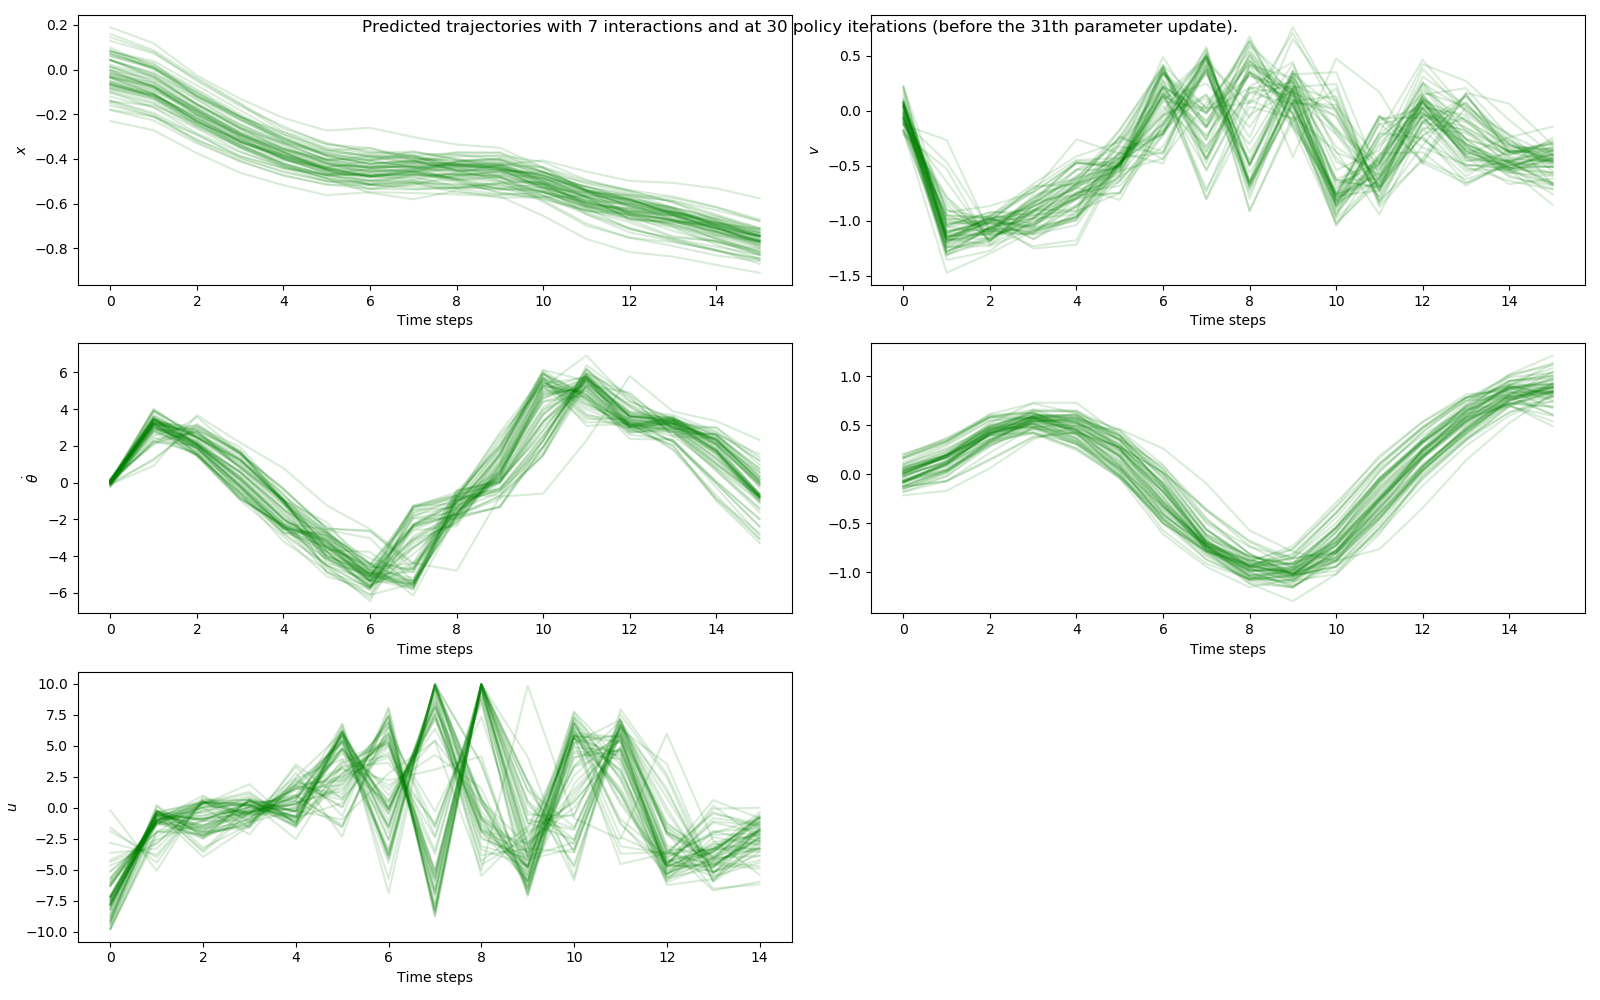 Predicted trajectories with 7 interactions and at 30 policy iterations (before the 31th parameter update).
0.2
0.0
−0.2
−0.4
−0.6
−0.8
x
0 2 4 6 8 10 12 14
Time steps
0.5
0.0
−0.5
−1.0
−1.5
v
0 2 4 6 8 10 12 14
Time steps
6
4
2
0
−2
−4
−6
θ̇
0 2 4 6 8 10 12 14
Time steps
1.0
0.5
0.0
−0.5
−1.0
θ
0 2 4 6 8 10 12 14
Time steps
10.0
7.5
5.0
2.5
0.0
−2.5
−5.0
−7.5
−10.0
u
0 2 4 6 8 10 12 14
Time steps